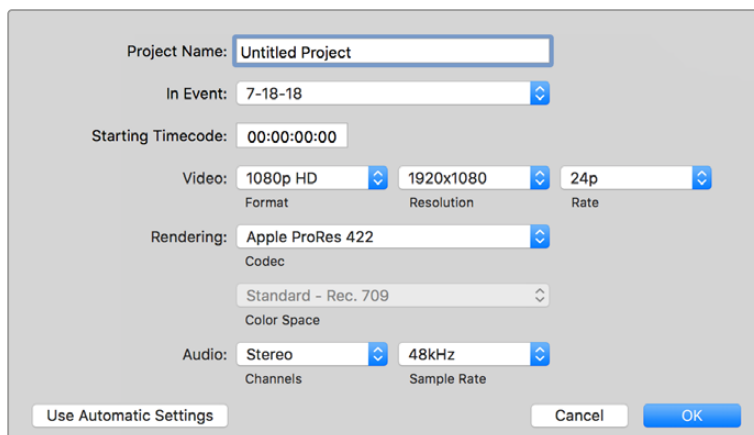 Project Name: Untitled Project
In Event: 7-18-18
Starting Timecode: 00:00:00:00
Video: 1080p HD 1920x1080 24p
Format Resolution Rate
Rendering: Apple ProRes 422
Codec
Standard - Rec. 709
Color Space
Audio: Stereo 48kHz
Channels Sample Rate
Use Automatic Settings Cancel OK